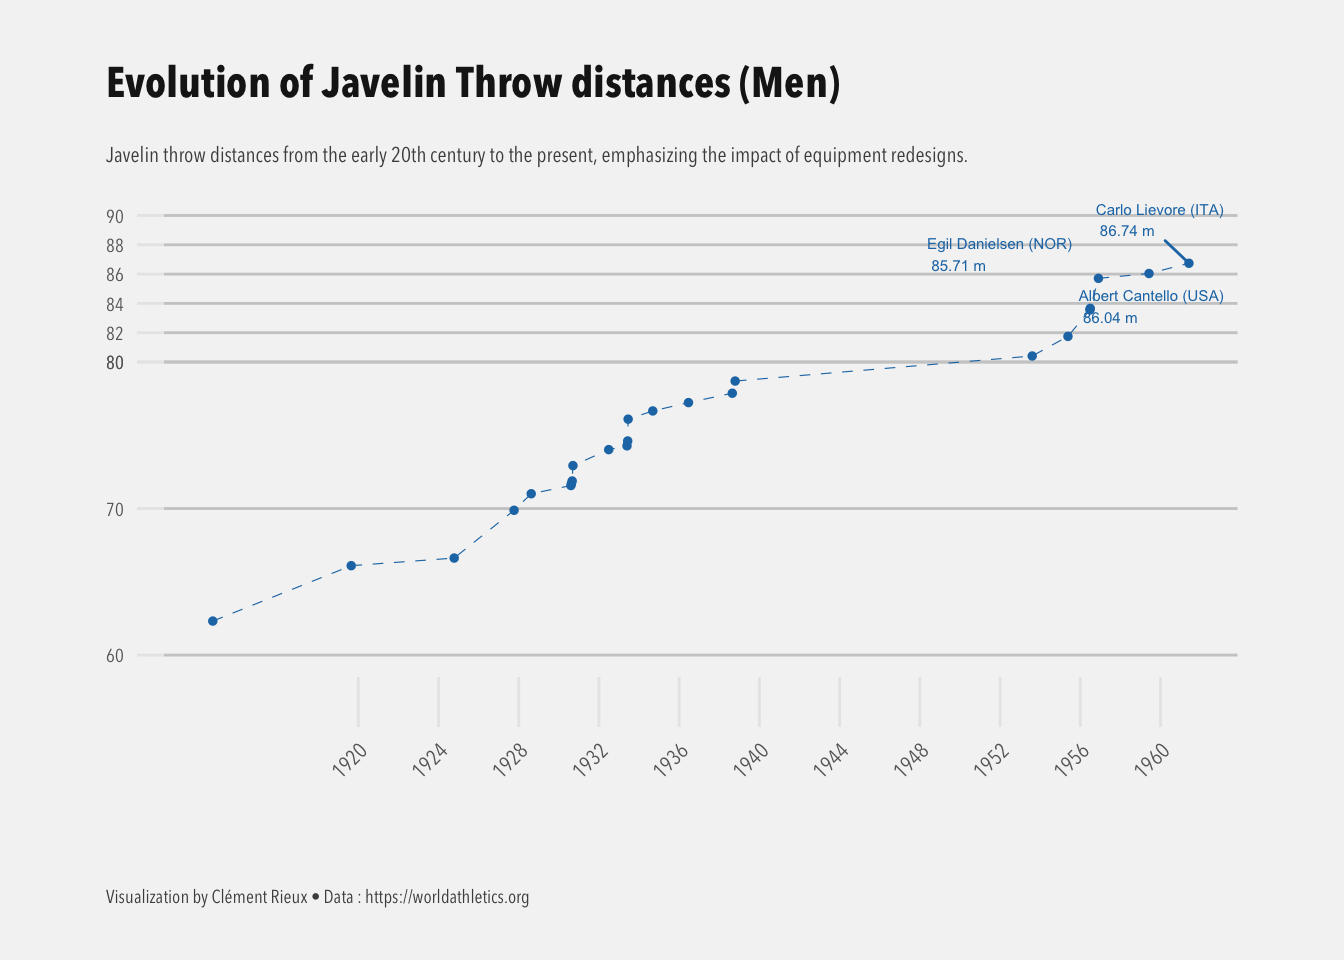 Evolution of Javelin Throw distances (Men)
Javelin throw distances from the early 20th century to the present, emphasizing the impact of equipment redesigns.
90
88
86
84
82
80
70
60
Carlo Lievore (ITA)
86.74 m
Egil Danielsen (NOR)
85.71 m
Albert Cantello (USA)
86.04 m
1920
1924
1928
1932
1936
1940
1944
1948
1952
1956
1960
Visualization by Clément Rieux • Data : https://worldathletics.org